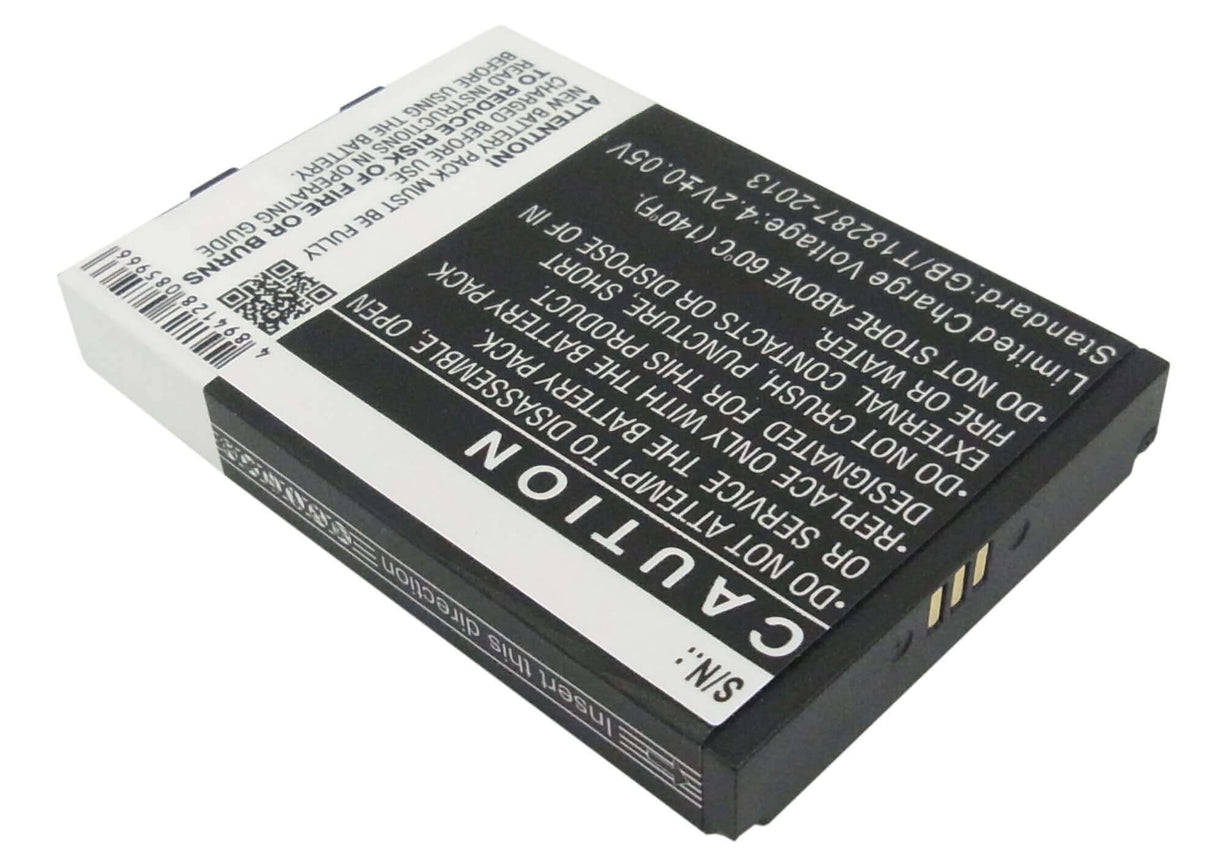 S/N.:
CAUTION
•DO NOT ATTEMPT TO DISASSEMBLE, OPEN
OR SERVICE THE BATTERY PACK.
•REPLACE ONLY WITH THE BATTERY PACK
DESIGNATED FOR THIS PRODUCT.
•DO NOT CRUSH, PUNCTURE, SHORT
EXTERNAL CONTACTS OR DISPOSE OF IN
FIRE OR WATER.
•DO NOT STORE ABOVE 60°C (140°F).
Limited Charge Voltage:4.2V±0.05V
Standard:GB/T18287-2013
4 894128 085966
ATTENTION!
NEW BATTERY PACK MUST BE FULLY
CHARGED BEFORE USE
TO REDUCE RISK OF FIRE OR BURNS
READ INSTRUCTIONS IN OPERATING GUIDE
BEFORE USING THE BATTERY.
Insert this direction